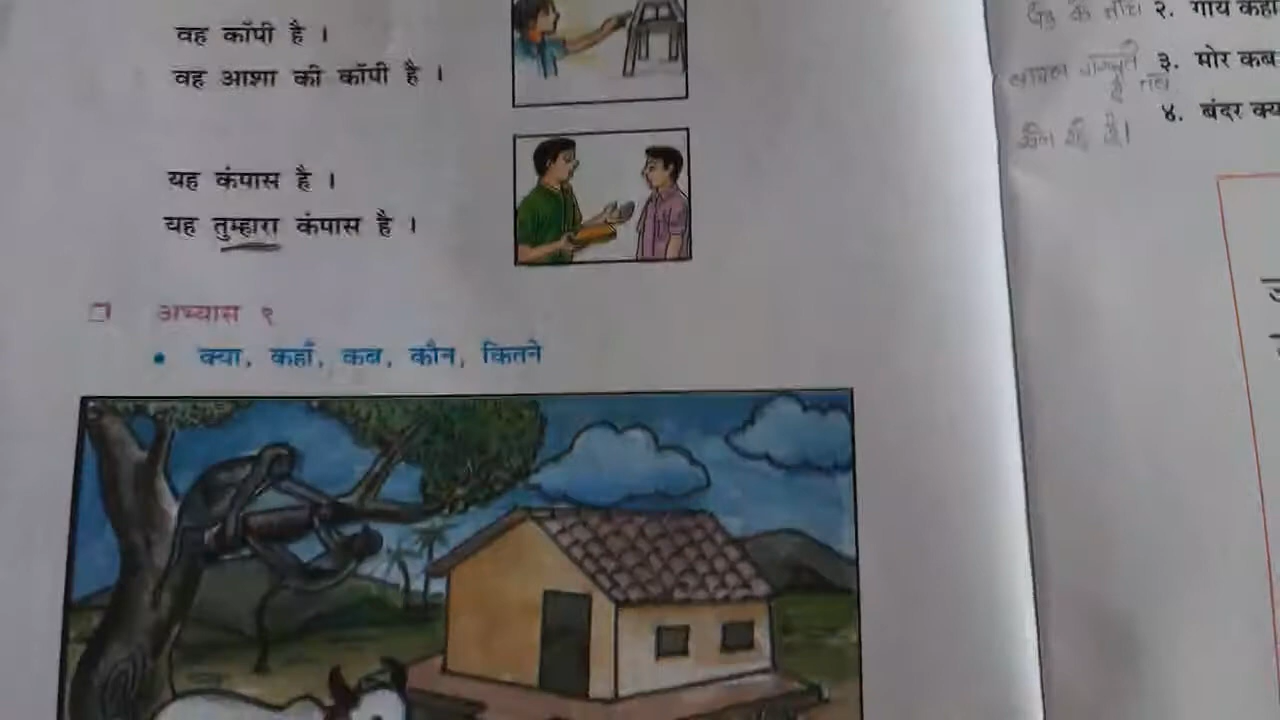 वह कॉपी है ।
वह आशा की कॉपी है ।
यह कंपास है ।
यह तुम्हारा कंपास है ।
अभ्यास १
• क्या, कहाँ, कब, कौन, कितने
२. गाय कहाँ
३. मोर कब
४. बंदर क्य